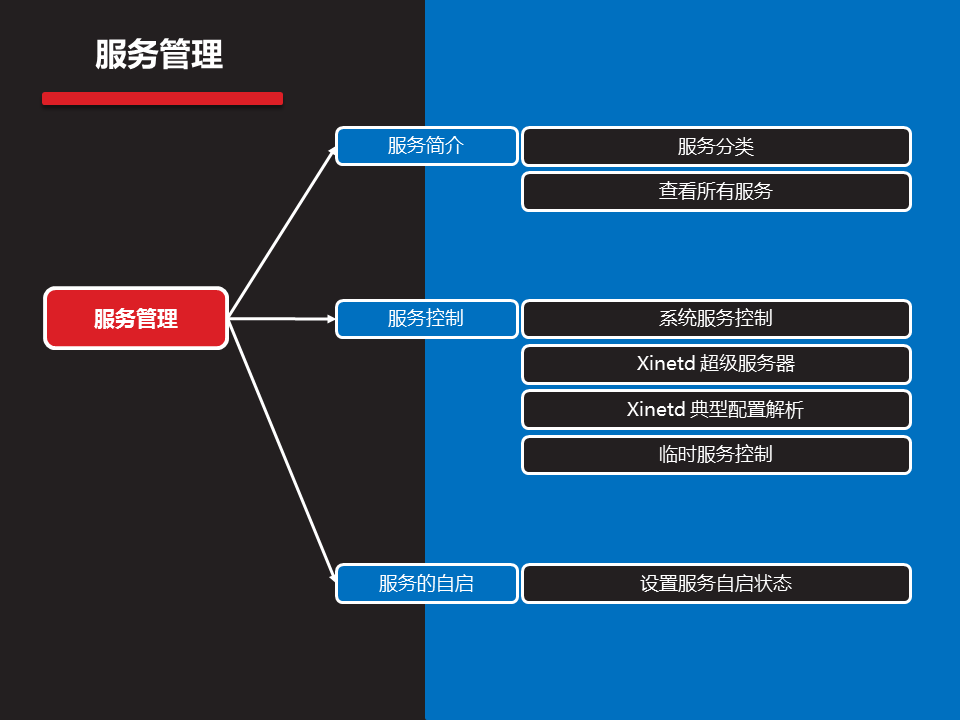 服务管理
服务简介
服务分类
查看所有服务
服务管理
服务控制
系统服务控制
Xinetd 超级服务器
Xinetd 典型配置解析
临时服务控制
服务的自启
设置服务自启状态